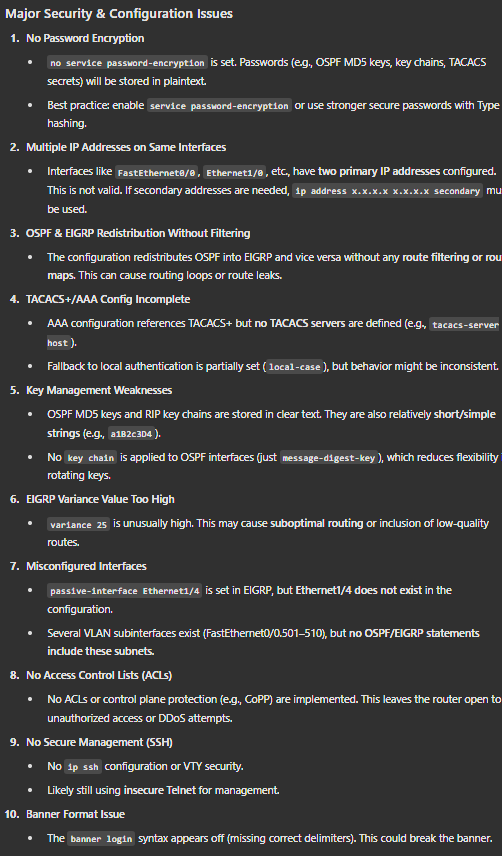 Major Security & Configuration Issues
1. No Password Encryption
• no service password-encryption is set. Passwords (e.g., OSPF MD5 keys, key chains, TACACS
secrets) will be stored in plaintext.
• Best practice: enable service password-encryption or use stronger secure passwords with Type
hashing.
2. Multiple IP Addresses on Same Interfaces
• Interfaces like FastEthernet0/0, Ethernet1/0, etc., have two primary IP addresses configured.
This is not valid. If secondary addresses are needed, ip address x.x.x.x x.x.x.x secondary mu
be used.
3. OSPF & EIGRP Redistribution Without Filtering
• The configuration redistributes OSPF into EIGRP and vice versa without any route filtering or rou
maps. This can cause routing loops or route leaks.
4. TACACS+/AAA Config Incomplete
• AAA configuration references TACACS+ but no TACACS servers are defined (e.g., tacacs-server
host ).
• Fallback to local authentication is partially set ( local-case ), but behavior might be inconsistent.
5. Key Management Weaknesses
• OSPF MD5 keys and RIP key chains are stored in clear text. They are also relatively short/simple
strings (e.g., a1B2c3D4 ).
• No key chain is applied to OSPF interfaces (just message-digest-key ), which reduces flexibility
rotating keys.
6. EIGRP Variance Value Too High
• variance 25 is unusually high. This may cause suboptimal routing or inclusion of low-quality
routes.
7. Misconfigured Interfaces
• passive-interface Ethernet1/4 is set in EIGRP, but Ethernet1/4 does not exist in the
configuration.
• Several VLAN subinterfaces exist (FastEthernet0/0.501–510), but no OSPF/EIGRP statements
include these subnets.
8. No Access Control Lists (ACLs)
• No ACLs or control plane protection (e.g., CoPP) are implemented. This leaves the router open to
unauthorized access or DDoS attempts.
9. No Secure Management (SSH)
• No ip ssh configuration or VTY security.
• Likely still using insecure Telnet for management.
10. Banner Format Issue
• The banner login syntax appears off (missing correct delimiters). This could break the banner.